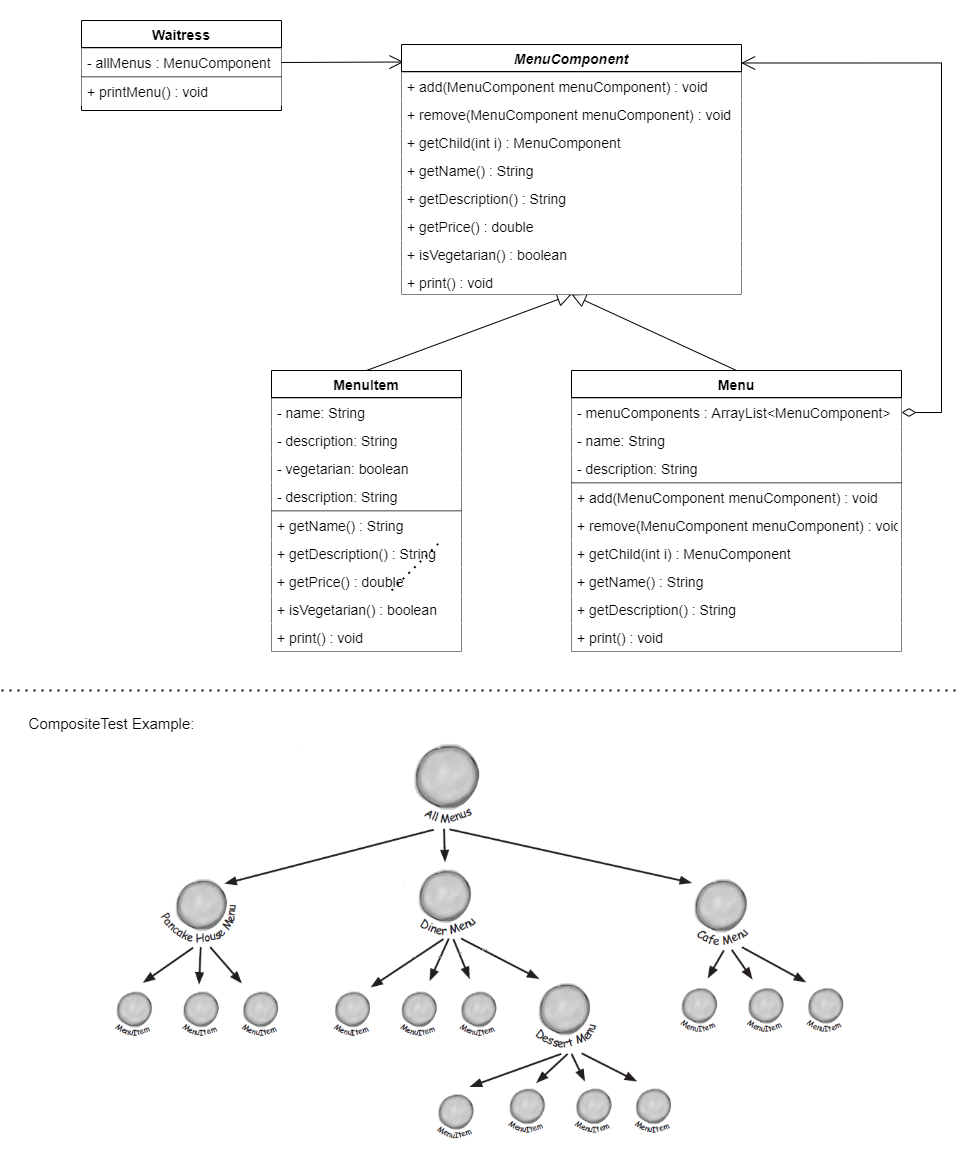 Waitress
- allMenus : MenuComponent
+ printMenu() : void
MenuComponent
+ add(MenuComponent menuComponent) : void
+ remove(MenuComponent menuComponent) : void
+ getChild(int i) : MenuComponent
+ getName() : String
+ getDescription() : String
+ getPrice() : double
+ isVegetarian() : boolean
+ print() : void
MenuItem
- name: String
- description: String
- vegetarian: boolean
- description: String
+ getName() : String
+ getDescription() : String
+ getPrice() : double
+ isVegetarian() : boolean
+ print() : void
Menu
- menuComponents : ArrayList<MenuComponent>
- name: String
- description: String
+ add(MenuComponent menuComponent) : void
+ remove(MenuComponent menuComponent) : voic
+ getChild(int i) : MenuComponent
+ getName() : String
+ getDescription() : String
+ print() : void
CompositeTest Example:
All Menus
Pancake House Menu
Diner Menu
Cafe Menu
MenuItem
MenuItem
MenuItem
MenuItem
MenuItem
MenuItem
Dessert Menu
MenuItem
MenuItem
MenuItem
MenuItem
MenuItem
MenuItem
MenuItem